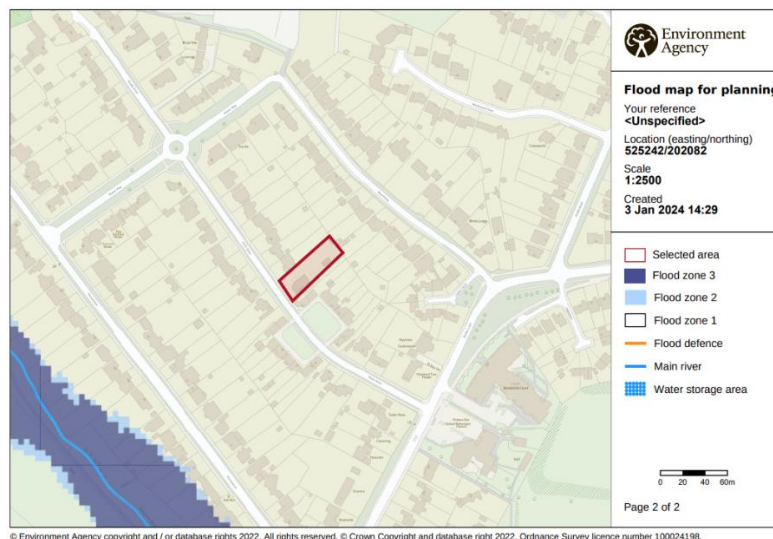 Environment
Agency
Flood map for planning
Your reference
<Unspecified>
Location (easting/northing)
525242/202082
Scale
1:2500
Created
3 Jan 2024 14:29
Selected area
Flood zone 3
Flood zone 2
Flood zone 1
Flood defence
Main river
Water storage area
0 20 40 60m
Page 2 of 2
© Environment Agency copyright and / or database rights 2022. All rights reserved. © Crown Copyright and database right 2022. Ordnance Survey licence number 100024198.